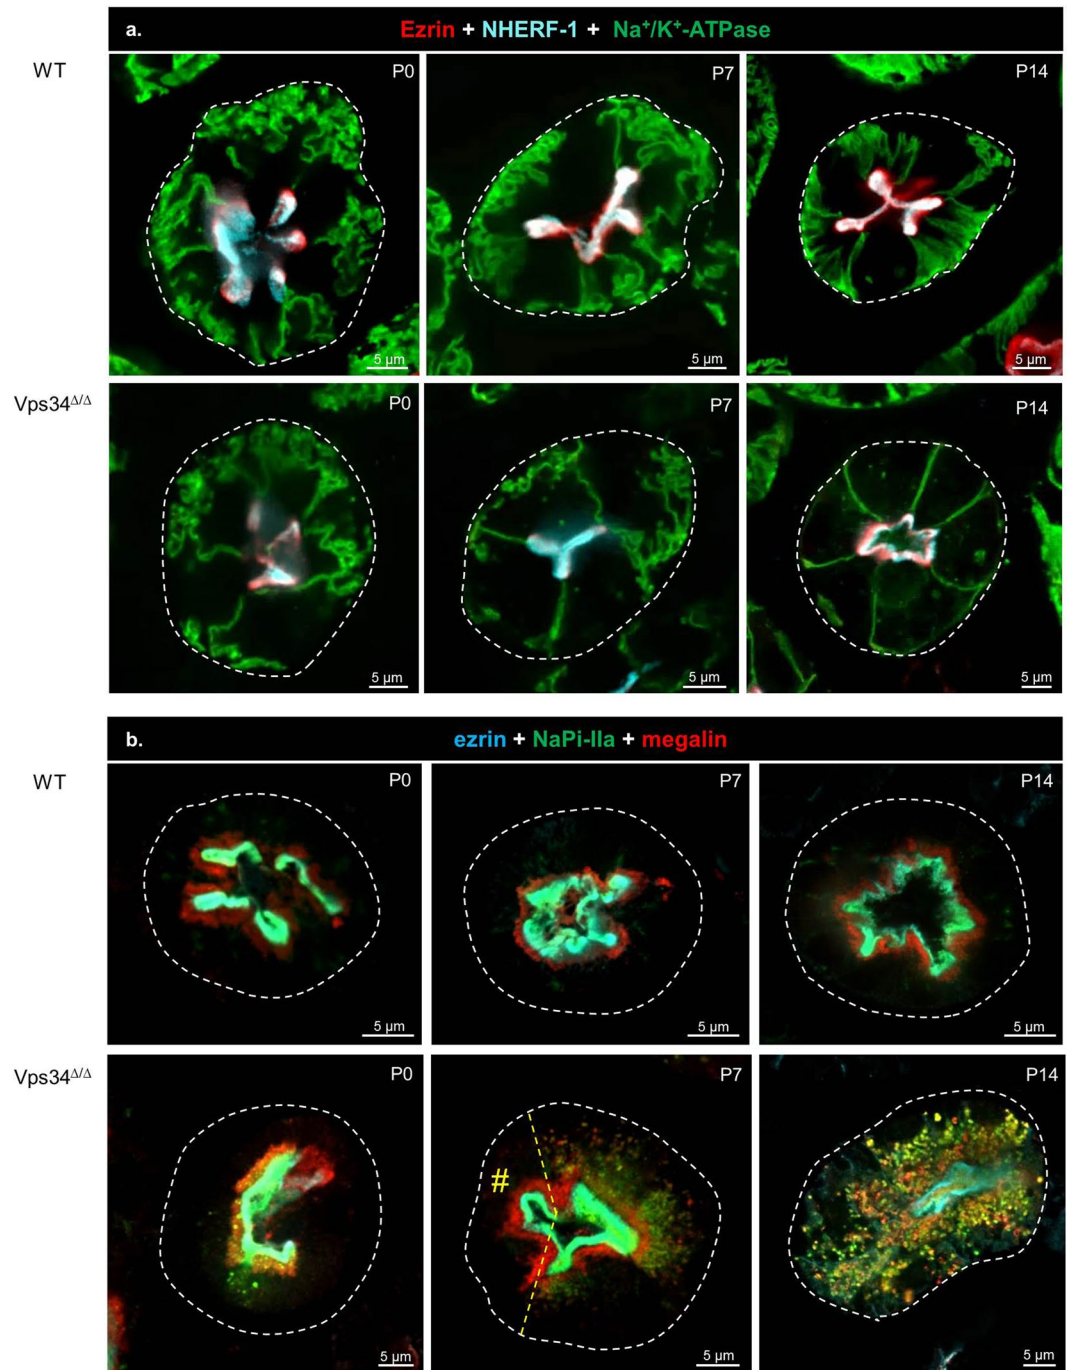 a. Ezrin + NHERF-1 + Na⁺/K⁺-ATPase
WT
P0
P7
P14
5 µm
5 µm
5 µm
Vps34Δ/Δ
P0
P7
P14
5 µm
5 µm
5 µm
b. ezrin + NaPi-IIa + megalin
WT
P0
P7
P14
5 µm
5 µm
5 µm
Vps34Δ/Δ
P0
P7
P14
#
5 µm
5 µm
5 µm